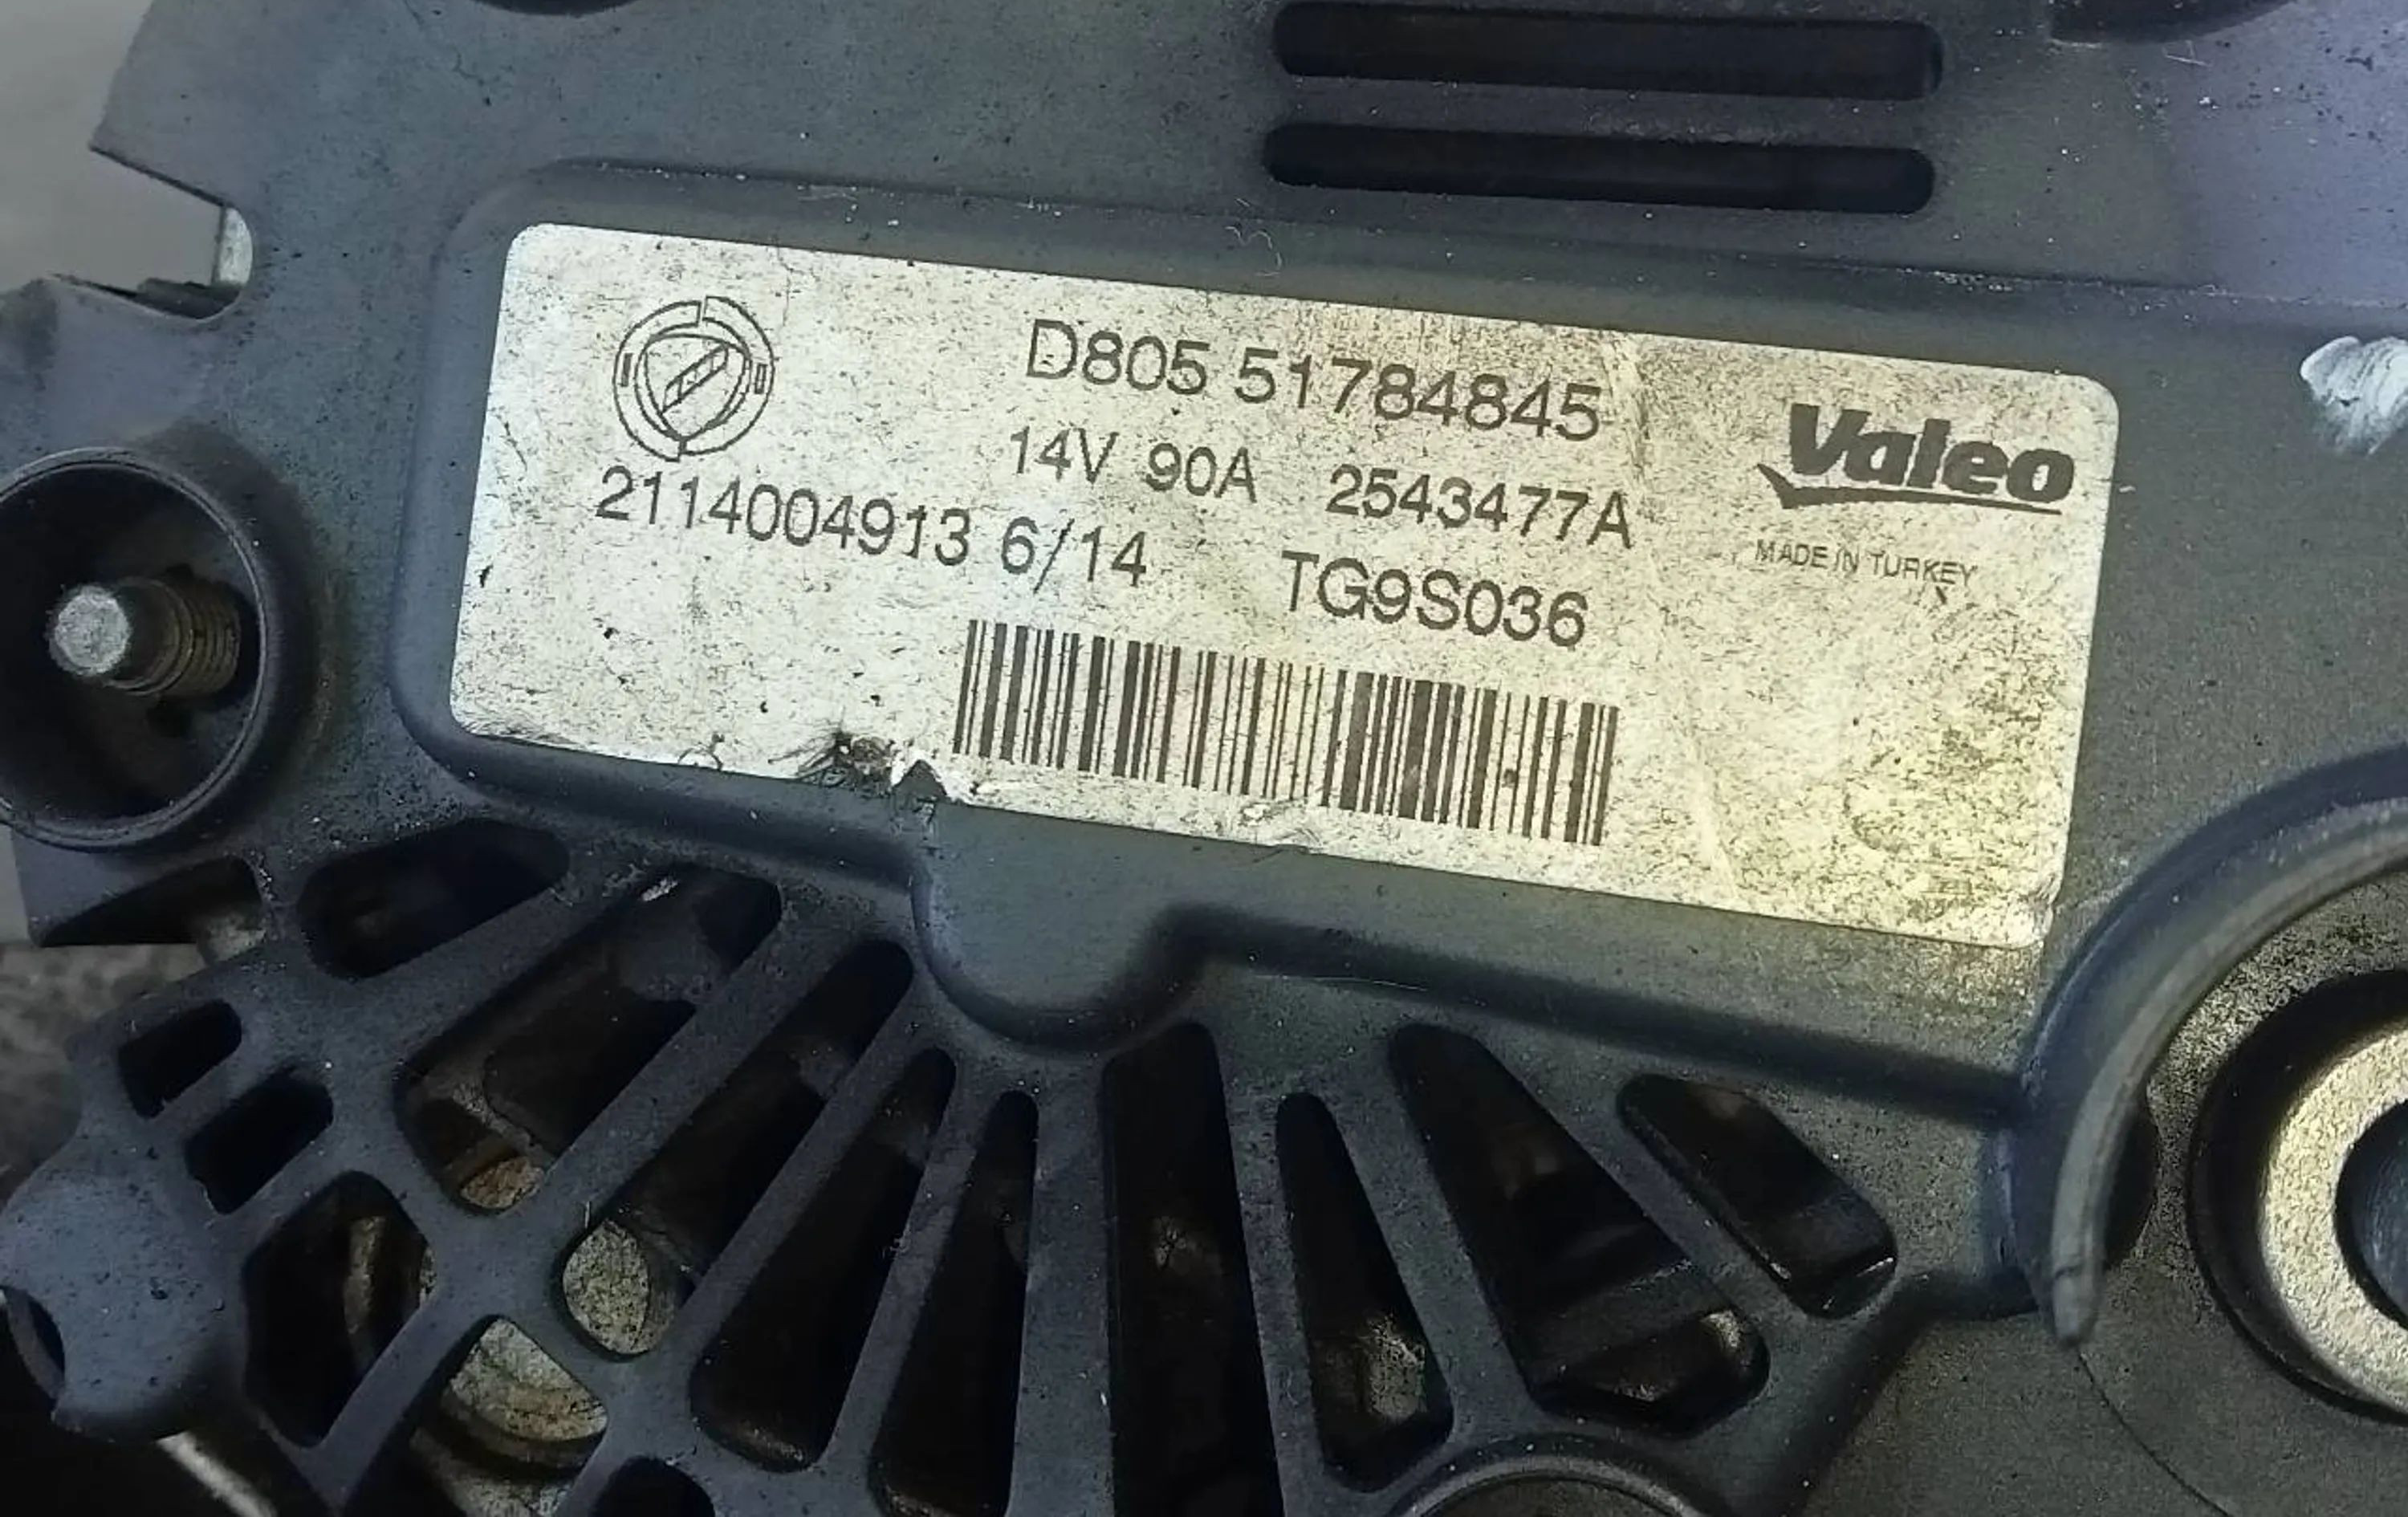 D805 51784845
14V 90A 2543477A
2114004913 6/14 TG9S036
Valeo
MADE IN TURKEY